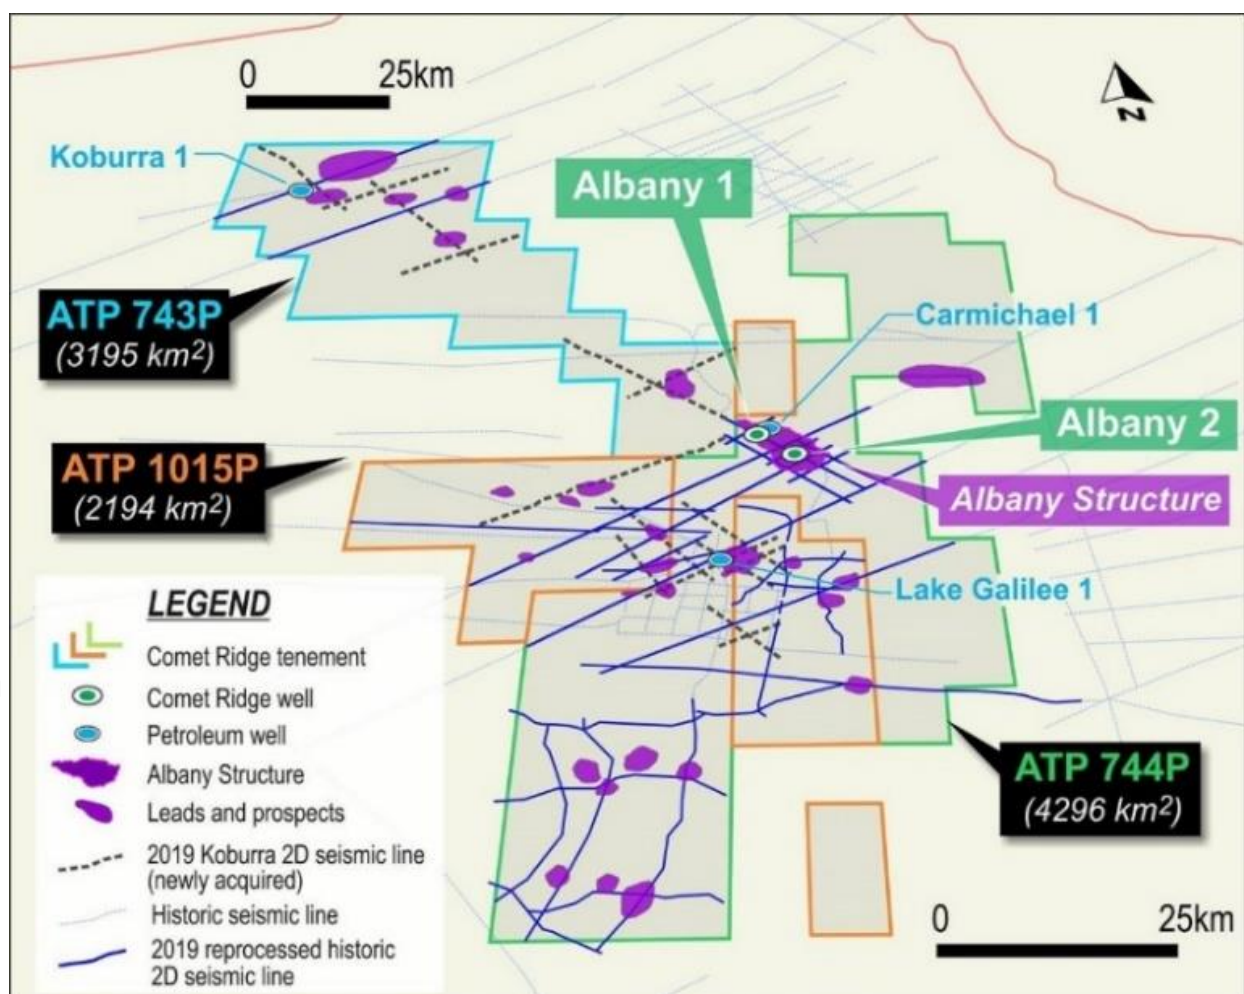 0 25km
Koburra 1
N
Albany 1
ATP 743P
(3195 km2)
Carmichael 1
Albany 2
ATP 1015P
(2194 km2)
Albany Structure
Lake Galilee 1
LEGEND
Comet Ridge tenement
Comet Ridge well
Petroleum well
Albany Structure
Leads and prospects
2019 Koburra 2D seismic line
(newly acquired)
Historic seismic line
2019 reprocessed historic
2D seismic line
ATP 744P
(4296 km2)
0 25km